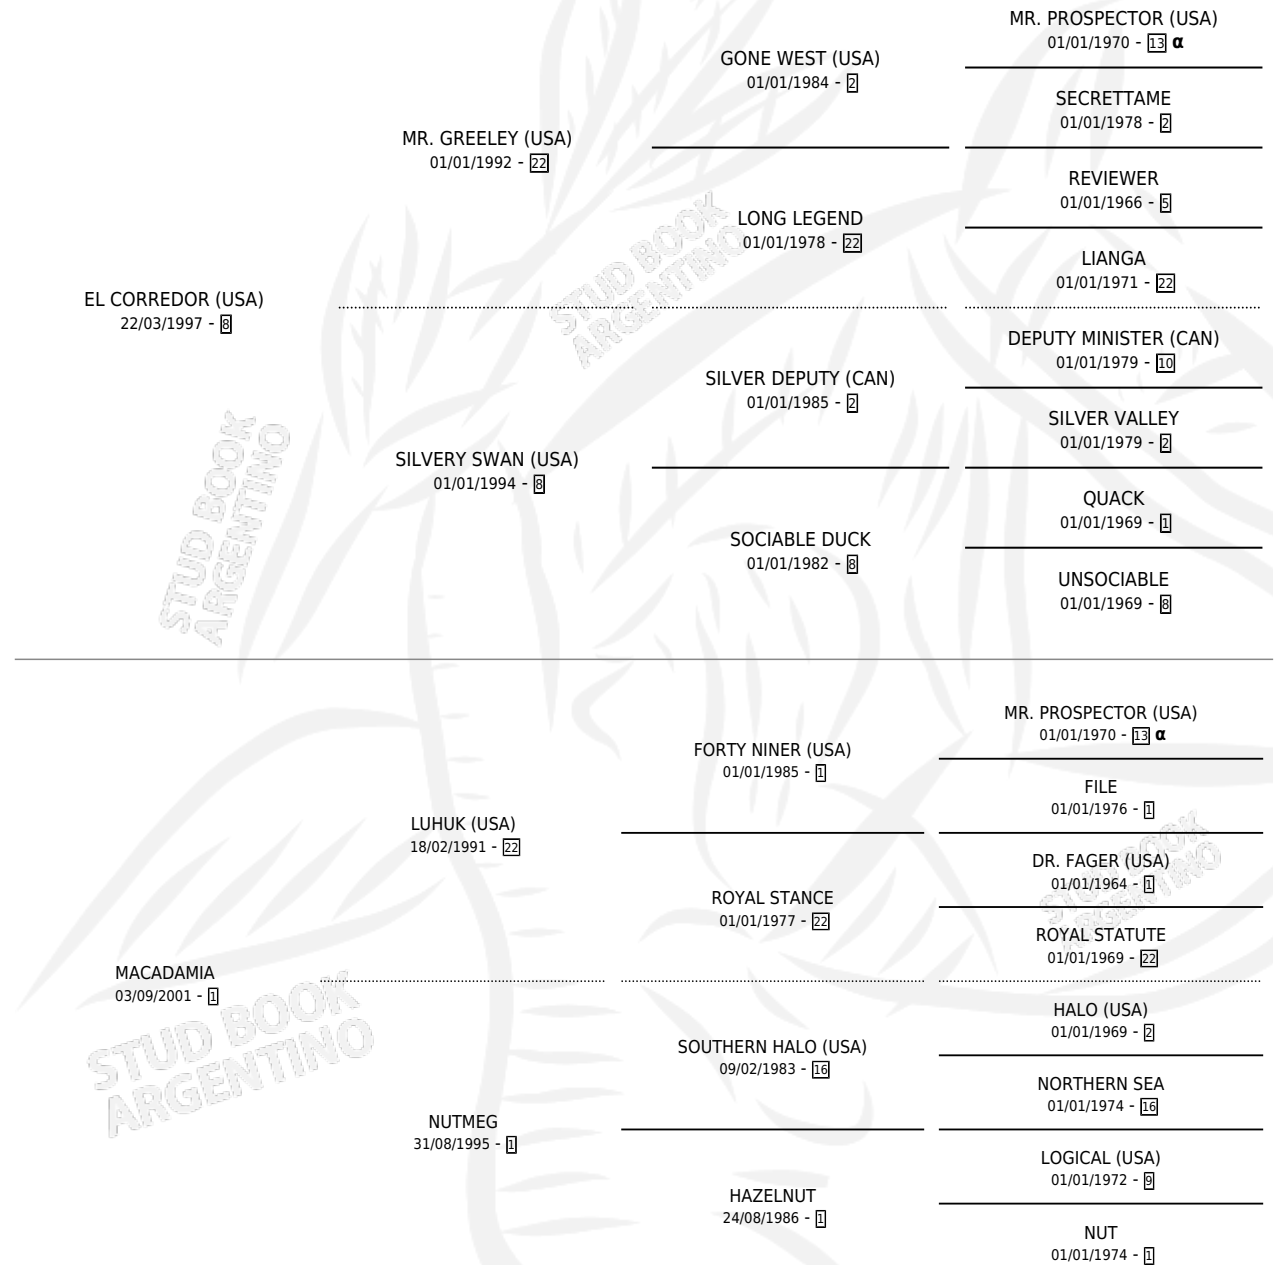 MR. PROSPECTOR (USA)
01/01/1970 - 13 α
GONE WEST (USA)
01/01/1984 - 2
SECRETTAME
01/01/1978 - 2
MR. GREELEY (USA)
01/01/1992 - 22
REVIEWER
01/01/1966 - 5
LONG LEGEND
01/01/1978 - 22
LIANGA
01/01/1971 - 22
EL CORREDOR (USA)
22/03/1997 - 8
DEPUTY MINISTER (CAN)
01/01/1979 - 10
SILVER DEPUTY (CAN)
01/01/1985 - 2
SILVER VALLEY
01/01/1979 - 2
SILVERY SWAN (USA)
01/01/1994 - 8
QUACK
01/01/1969 - 1
SOCIABLE DUCK
01/01/1982 - 8
UNSOCIABLE
01/01/1969 - 8
MR. PROSPECTOR (USA)
01/01/1970 - 13 α
FORTY NINER (USA)
01/01/1985 - 1
FILE
01/01/1976 - 1
LUHUK (USA)
18/02/1991 - 22
DR. FAGER (USA)
01/01/1964 - 1
ROYAL STANCE
01/01/1977 - 22
ROYAL STATUTE
01/01/1969 - 22
MACADAMIA
03/09/2001 - 1
HALO (USA)
01/01/1969 - 2
SOUTHERN HALO (USA)
09/02/1983 - 16
NORTHERN SEA
01/01/1974 - 16
NUTMEG
31/08/1995 - 1
LOGICAL (USA)
01/01/1972 - 9
HAZELNUT
24/08/1986 - 1
NUT
01/01/1974 - 1
STUD BOOK
ARGENTINO
STUD BOOK
ARGENTINO
STUD BOOK
ARGENTINO
STUD BOOK
ARGENTINO